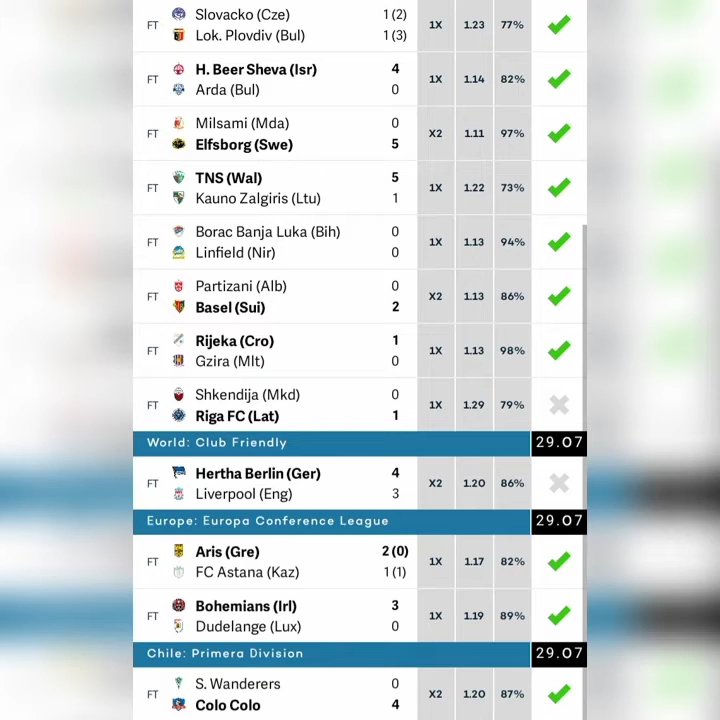 Slovacko (Cze) 1 (2)
FT 1X 1.23 77%
Lok. Plovdiv (Bul) 1 (3)
H. Beer Sheva (Isr) 4
FT 1X 1.14 82%
Arda (Bul) 0
Milsami (Mda) 0
FT X2 1.11 97%
Elfsborg (Swe) 5
TNS (Wal) 5
FT 1X 1.22 73%
Kauno Zalgiris (Ltu) 1
Borac Banja Luka (Bih) 0
FT 1X 1.13 94%
Linfield (Nir) 0
Partizani (Alb) 0
FT X2 1.13 86%
Basel (Sui) 2
Rijeka (Cro) 1
FT 1X 1.13 98%
Gzira (Mlt) 0
Shkendija (Mkd) 0
FT 1X 1.29 79%
Riga FC (Lat) 1
World: Club Friendly 29.07
Hertha Berlin (Ger) 4
FT X2 1.20 86%
Liverpool (Eng) 3
Europe: Europa Conference League 29.07
Aris (Gre) 2 (0)
FT 1X 1.17 82%
FC Astana (Kaz) 1 (1)
Bohemians (Irl) 3
FT 1X 1.19 89%
Dudelange (Lux) 0
Chile: Primera Division 29.07
S. Wanderers 0
FT X2 1.20 87%
Colo Colo 4